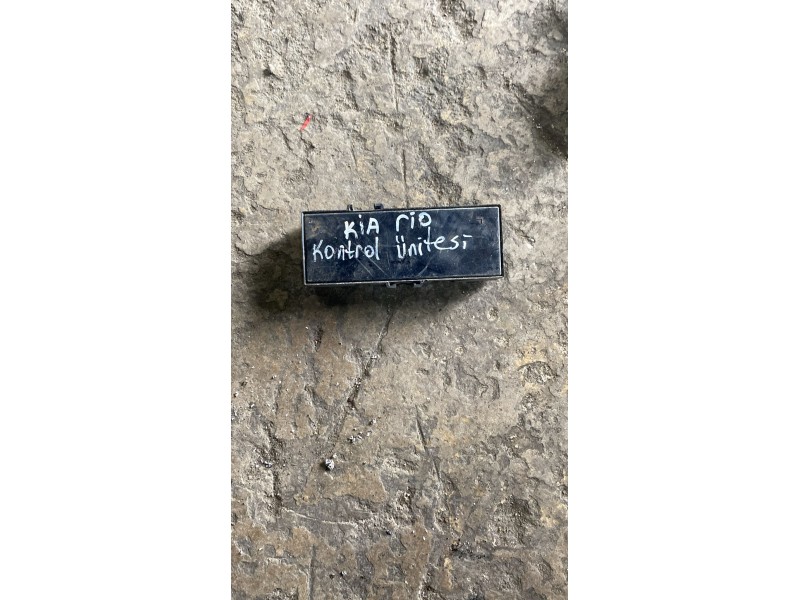 KiA rio
Kontrol Ünitesi